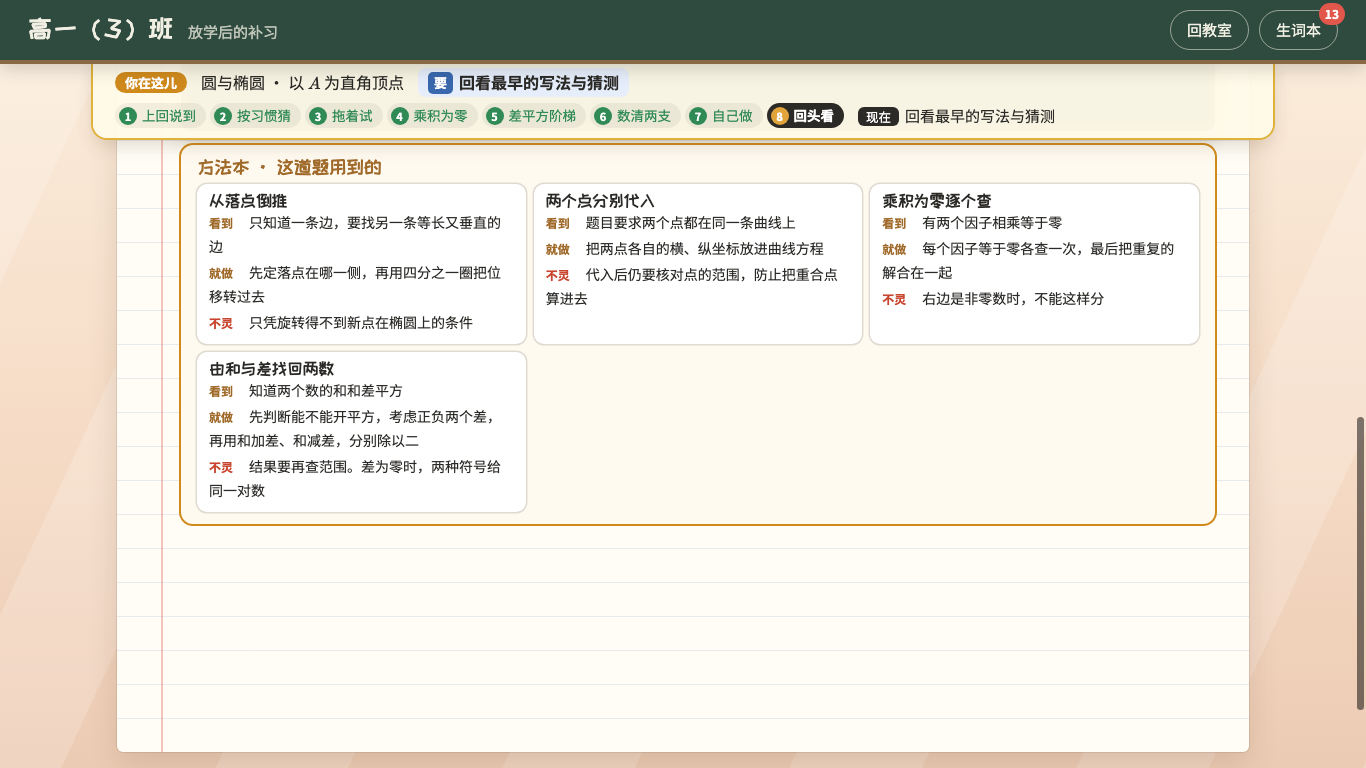 高一（3）班
放学后的补习
回教室
生词本
13
你在这儿 圆与椭圆 · 以 A 为直角顶点 要 回看最早的写法与猜测
1 上回说到 2 按习惯猜 3 拖着试 4 乘积为零 5 差平方阶梯 6 数清两支 7 自己做 8 回头看 现在 回看最早的写法与猜测
方法本 · 这道题用到的
从落点倒推
看到 只知道一条边，要找另一条等长又垂直的
边
就做 先定落点在哪一侧，再用四分之一圈把位
移转过去
不灵 只凭旋转得不到新点在椭圆上的条件
两个点分别代入
看到 题目要求两个点都在同一条曲线上
就做 把两点各自的横、纵坐标放进曲线方程
不灵 代入后仍要核对点的范围，防止把重合点
算进去
乘积为零逐个查
看到 有两个因子相乘等于零
就做 每个因子等于零各查一次，最后把重复的
解合在一起
不灵 右边是非零数时，不能这样分
由和与差找回两数
看到 知道两个数的和和差平方
就做 先判断能不能开平方，考虑正负两个差，
再用和加差、和减差，分别除以二
不灵 结果要再查范围。差为零时，两种符号给
同一对数